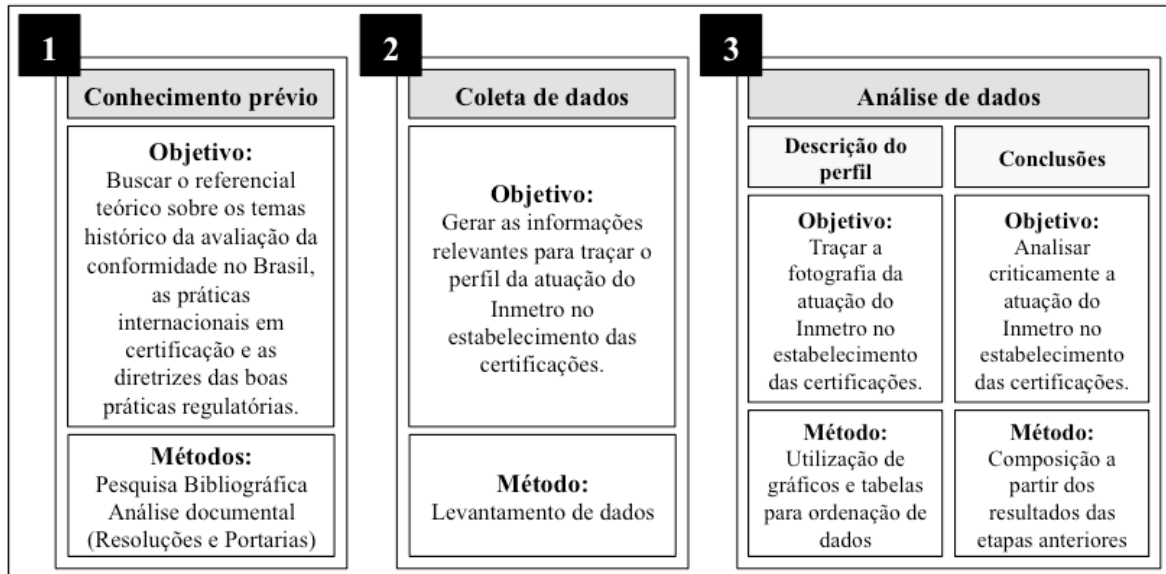 1
Conhecimento prévio
Objetivo:
Buscar o referencial
teórico sobre os temas
histórico da avaliação da
conformidade no Brasil,
as práticas
internacionais em
certificação e as
diretrizes das boas
práticas regulatórias.
Métodos:
Pesquisa Bibliográfica
Análise documental
(Resoluções e Portarias)
2
Coleta de dados
Objetivo:
Gerar as informações
relevantes para traçar o
perfil da atuação do
Inmetro no
estabelecimento das
certificações.
Método:
Levantamento de dados
3
Análise de dados
Descrição do
perfil
Objetivo:
Traçar a
fotografia da
atuação do
Inmetro no
estabelecimento
das certificações.
Método:
Utilização de
gráficos e tabelas
para ordenação de
dados
Conclusões
Objetivo:
Analisar
criticamente a
atuação do
Inmetro no
estabelecimento
das certificações.
Método:
Composição a
partir dos
resultados das
etapas anteriores